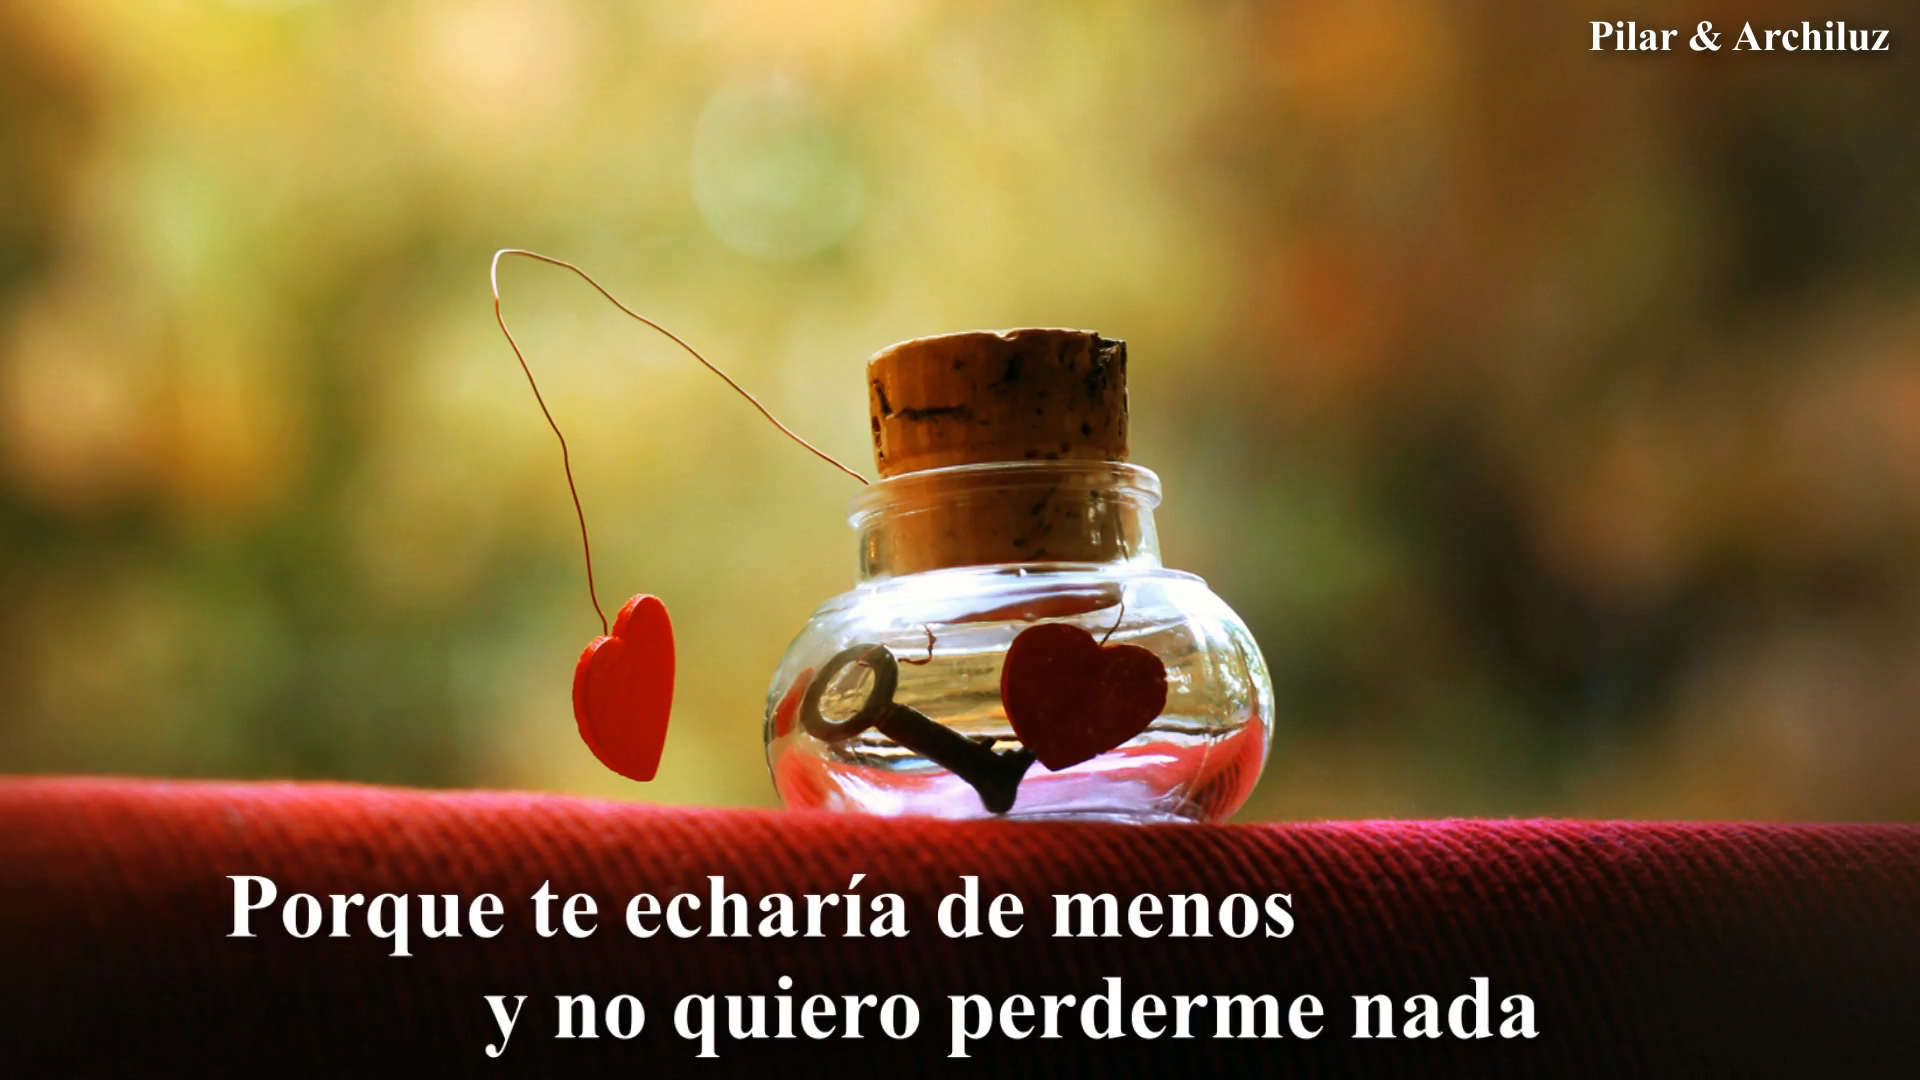 Pilar & Archiluz
Porque te echaría de menos
y no quiero perderme nada